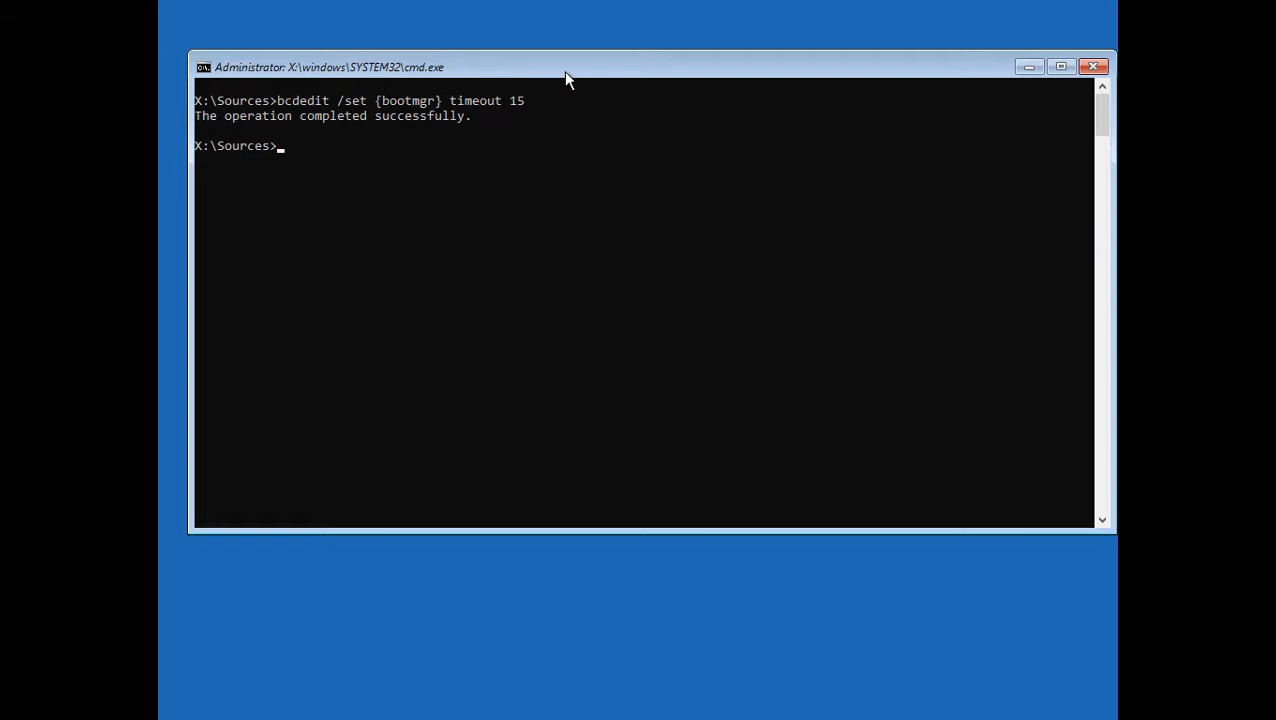 Administrator: X:\windows\SYSTEM32\cmd.exe
X:\Sources>bcdedit /set {bootmgr} timeout 15
The operation completed successfully.
X:\Sources>